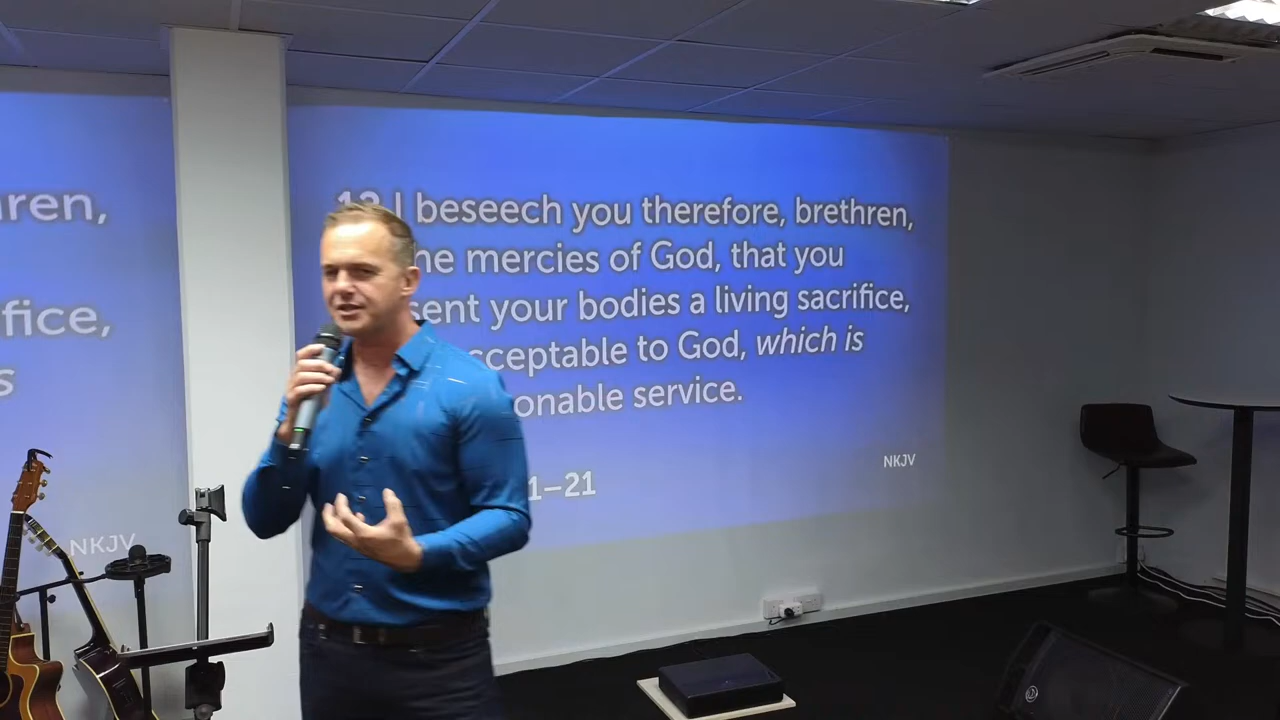 ren,
fice,
s
NKJV
12 I beseech you therefore, brethren,
he mercies of God, that you
sent your bodies a living sacrifice,
cceptable to God, which is
onable service.
1–21
NKJV